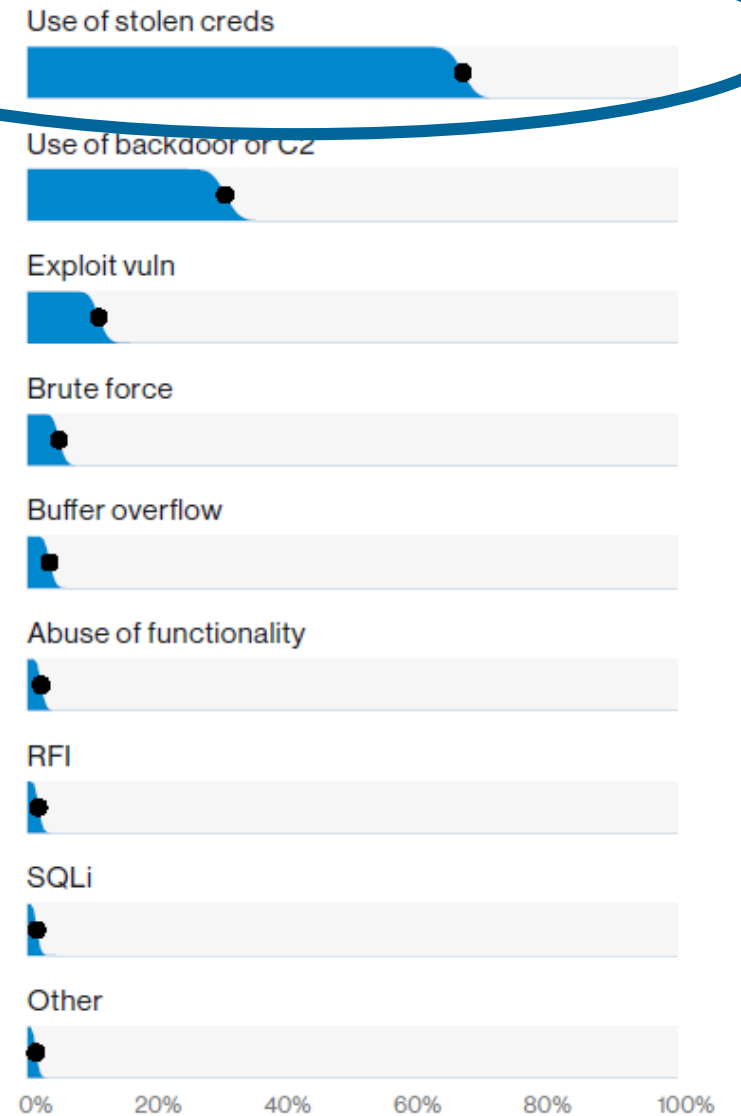 Use of stolen creds
Use of backdoor or C2
Exploit vuln
Brute force
Buffer overflow
Abuse of functionality
RFI
SQLi
Other
0% 20% 40% 60% 80% 100%